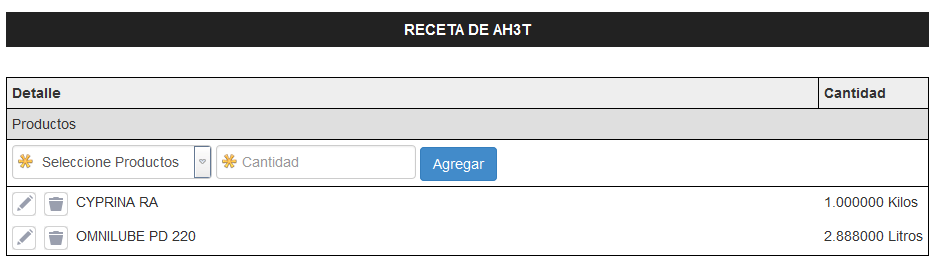 RECETA DE AH3T
Detalle Cantidad
Productos
Seleccione Productos Cantidad Agregar
CYPRINA RA 1.000000 Kilos
OMNILUBE PD 220 2.888000 Litros